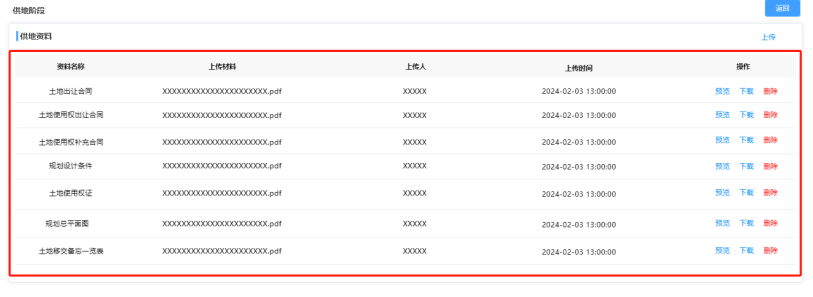 供地阶段 返回
供地资料 上传
资料名称 上传材料 上传人 上传时间 操作
土地出让合同 XXXXXXXXXXXXXXXXXXXXXXX.pdf XXXXX 2024-02-03 13:00:00 预览 下载 删除
土地使用权出让合同 XXXXXXXXXXXXXXXXXXXXXXX.pdf XXXXX 2024-02-03 13:00:00 预览 下载 删除
土地使用权补充合同 XXXXXXXXXXXXXXXXXXXXXXX.pdf XXXXX 2024-02-03 13:00:00 预览 下载 删除
规划设计条件 XXXXXXXXXXXXXXXXXXXXXXX.pdf XXXXX 2024-02-03 13:00:00 预览 下载 删除
土地使用权证 XXXXXXXXXXXXXXXXXXXXXXX.pdf XXXXX 2024-02-03 13:00:00 预览 下载 删除
规划总平面图 XXXXXXXXXXXXXXXXXXXXXXX.pdf XXXXX 2024-02-03 13:00:00 预览 下载 删除
土地移交备忘一览表 XXXXXXXXXXXXXXXXXXXXXXX.pdf XXXXX 2024-02-03 13:00:00 预览 下载 删除